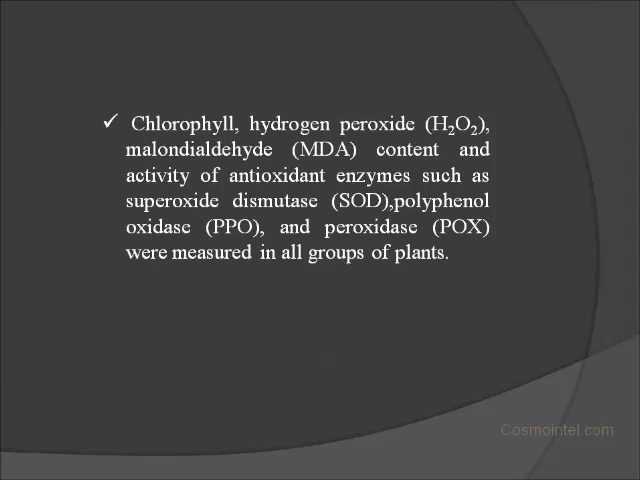 ✓ Chlorophyll, hydrogen peroxide (H₂O₂),
malondialdehyde (MDA) content and
activity of antioxidant enzymes such as
superoxide dismutase (SOD),polyphenol
oxidase (PPO), and peroxidase (POX)
were measured in all groups of plants.
Cosmointel.com